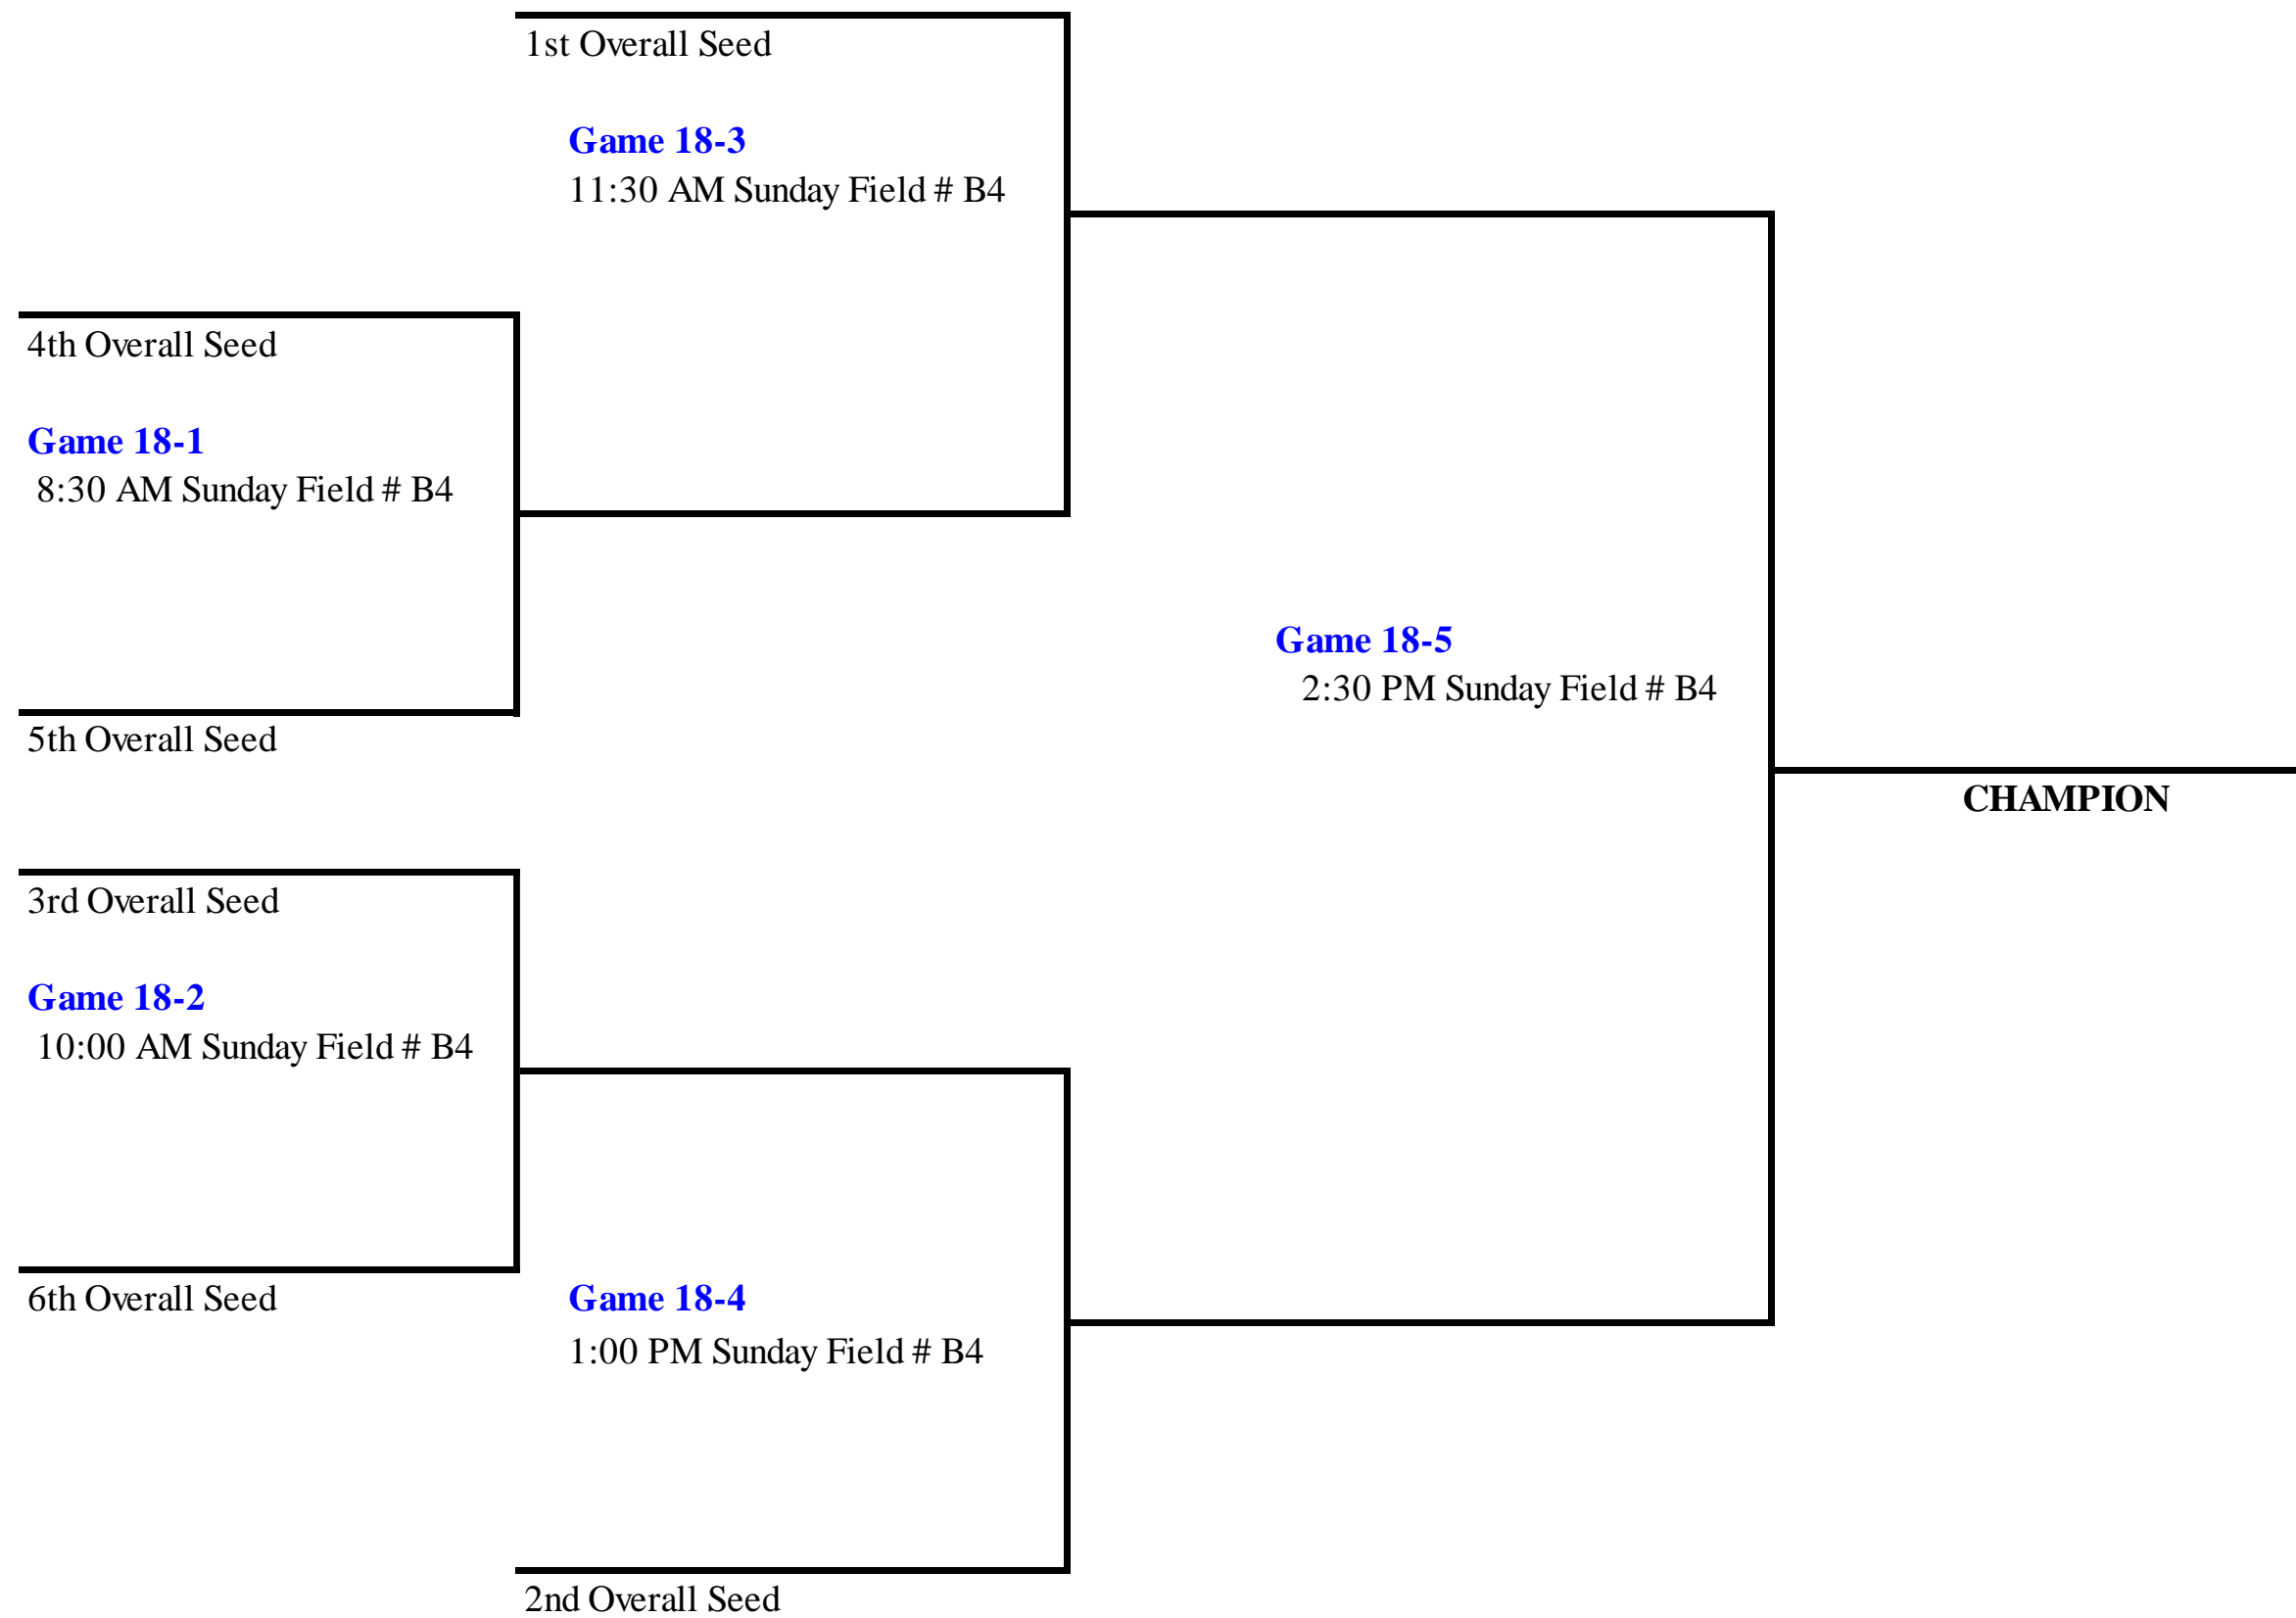 1st Overall Seed
Game 18-3
11:30 AM Sunday Field # B4
4th Overall Seed
Game 18-1
8:30 AM Sunday Field # B4
5th Overall Seed
Game 18-5
2:30 PM Sunday Field # B4
CHAMPION
3rd Overall Seed
Game 18-2
10:00 AM Sunday Field # B4
6th Overall Seed
Game 18-4
1:00 PM Sunday Field # B4
2nd Overall Seed